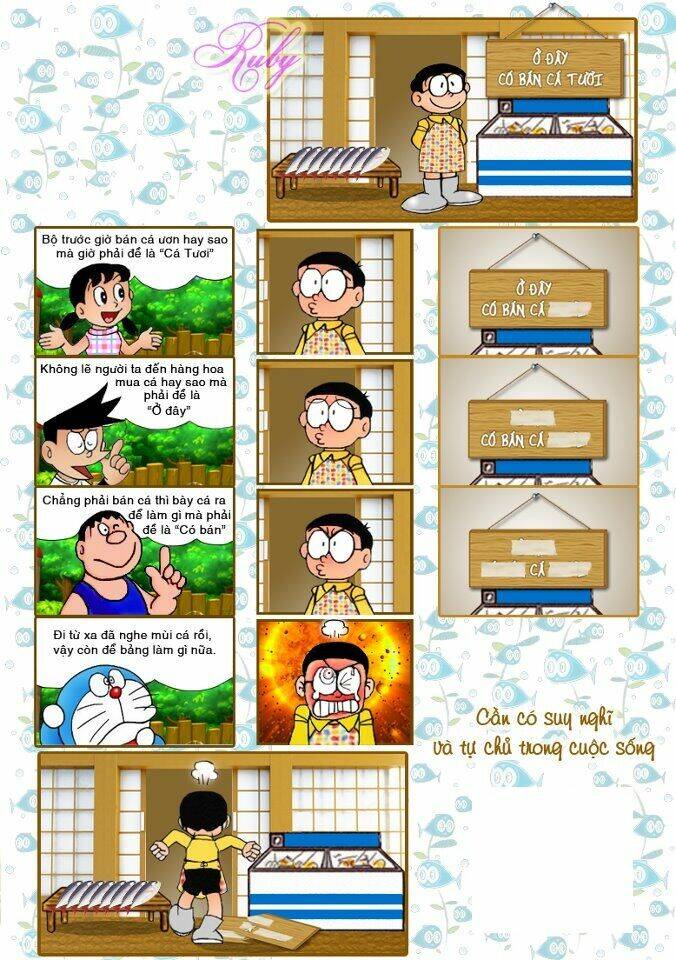 Ruby
Ở ĐÂY
CÓ BÁN CÁ TƯƠI
Bộ trước giờ bán cá ươn hay sao
mà giờ phải để là “Cá Tươi”
Ở ĐÂY
CÓ BÁN CÁ
Không lẽ người ta đến hàng hoa
mua cá hay sao mà
phải để là
“Ở đây”
CÓ BÁN CÁ
Chẳng phải bán cá thì bày cá ra
để làm gì mà phải
đề là “Có bán”
CÁ
Đi từ xa đã nghe mùi cá rồi,
vậy còn để bảng làm gì nữa.
Cần có suy nghĩ
và tự chủ trong cuộc sống